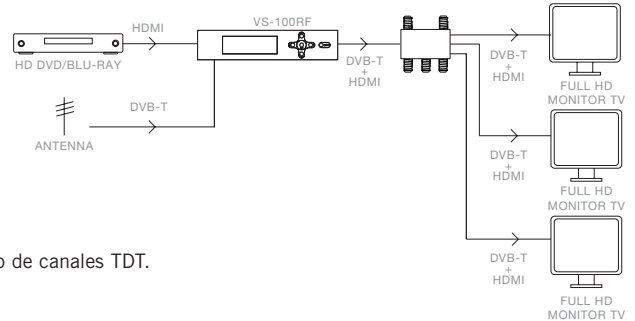 HDMI
VS-100RF
HD DVD/BLU-RAY
DVB-T
+
HDMI
DVB-T
+
HDMI
FULL HD
MONITOR TV
DVB-T
ANTENNA
DVB-T
+
HDMI
FULL HD
MONITOR TV
o de canales TDT.
DVB-T
+
HDMI
FULL HD
MONITOR TV